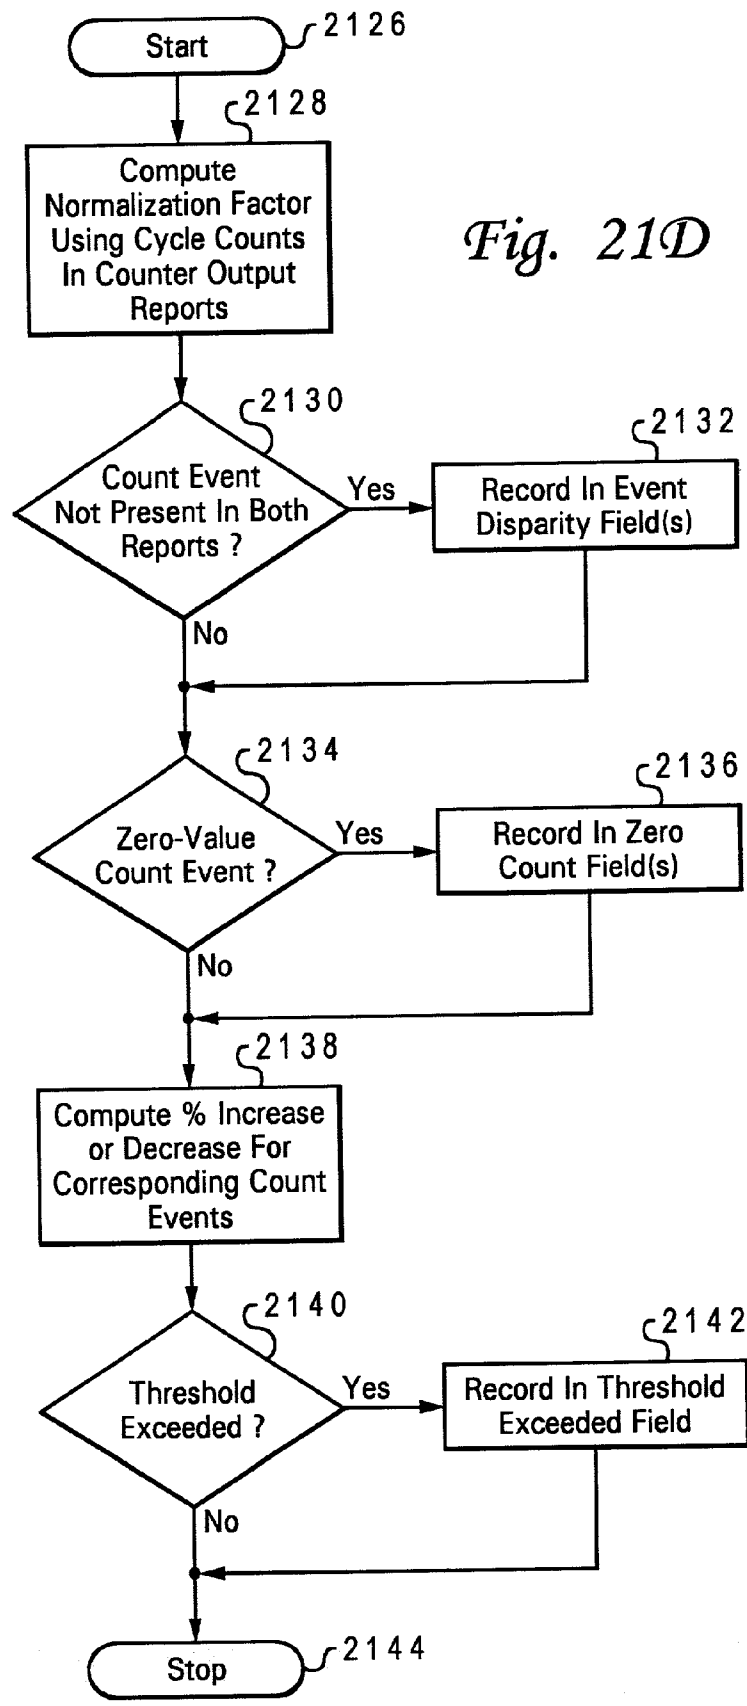 Start
2126
2128
Compute
Normalization Factor
Using Cycle Counts
In Counter Output
Reports
Fig. 21D
2130
Count Event
Not Present In Both
Reports ?
Yes
2132
Record In Event
Disparity Field(s)
No
2134
Zero-Value
Count Event ?
Yes
2136
Record In Zero
Count Field(s)
No
2138
Compute % Increase
or Decrease For
Corresponding Count
Events
2140
Threshold
Exceeded ?
Yes
2142
Record In Threshold
Exceeded Field
No
Stop
2144